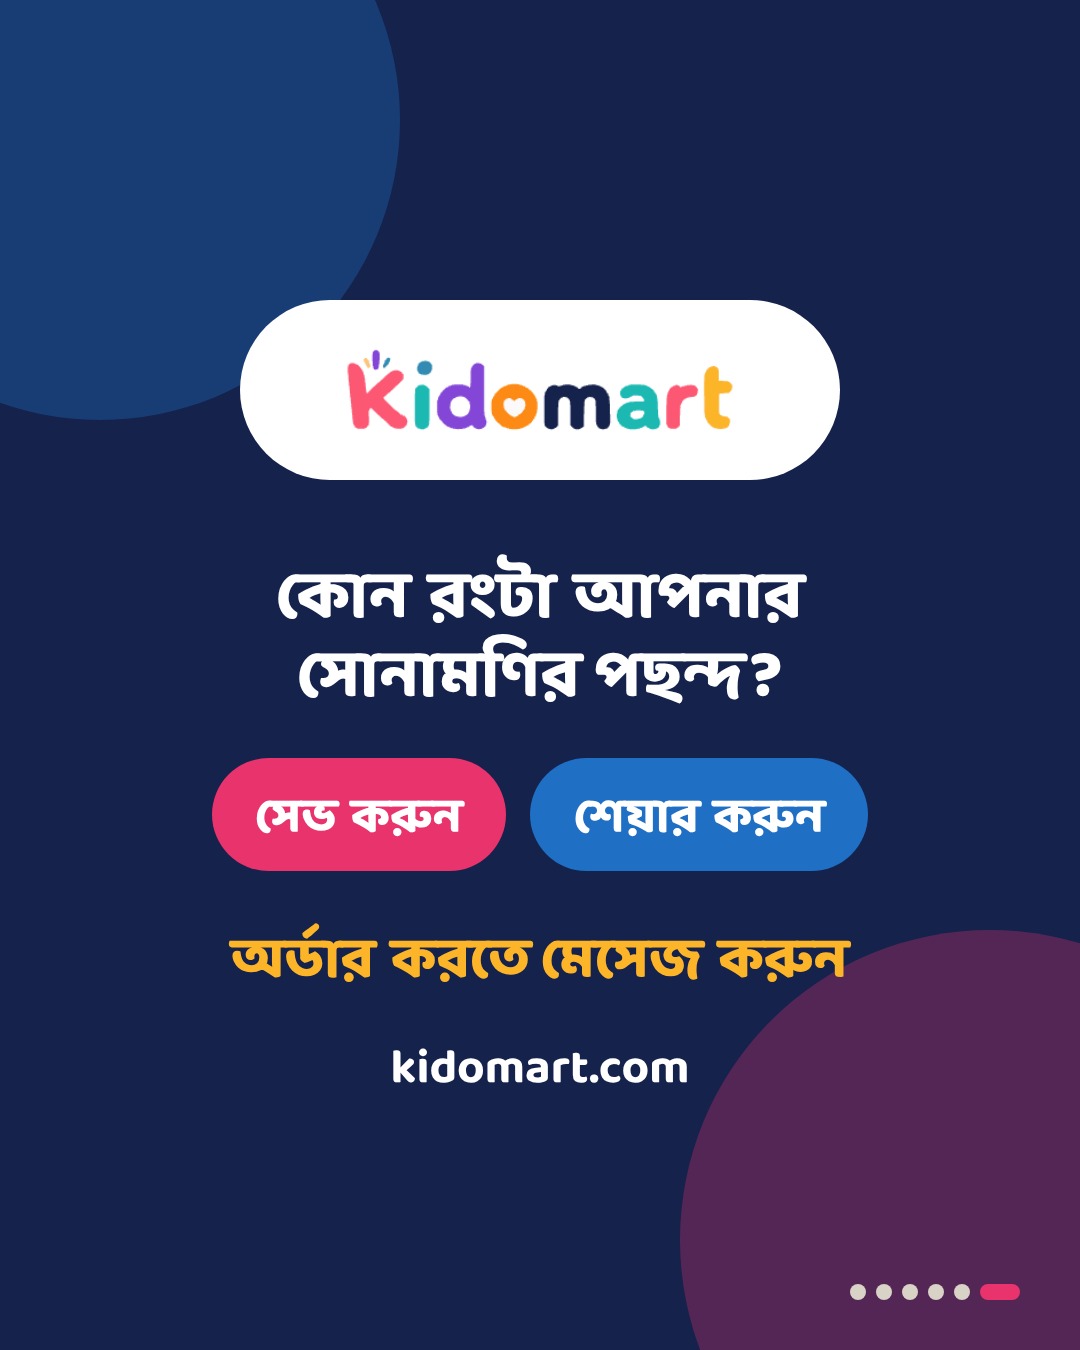 Kidomart
কোন রংটা আপনার
সোনামণির পছন্দ?
সেভ করুন
শেয়ার করুন
অর্ডার করতে মেসেজ করুন
kidomart.com